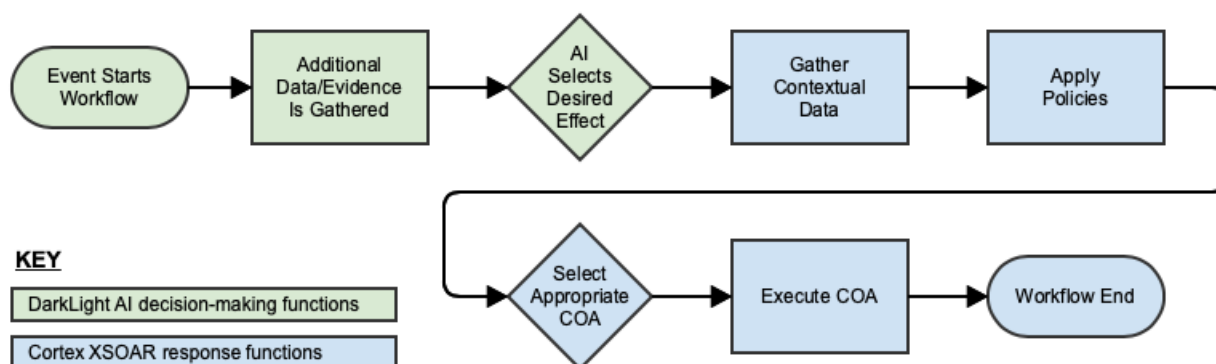 Event Starts
Workflow
Additional
Data/Evidence
Is Gathered
AI
Selects
Desired
Effect
Gather
Contextual
Data
Apply
Policies
Select
Appropriate
COA
Execute COA
Workflow End
KEY
DarkLight AI decision-making functions
Cortex XSOAR response functions